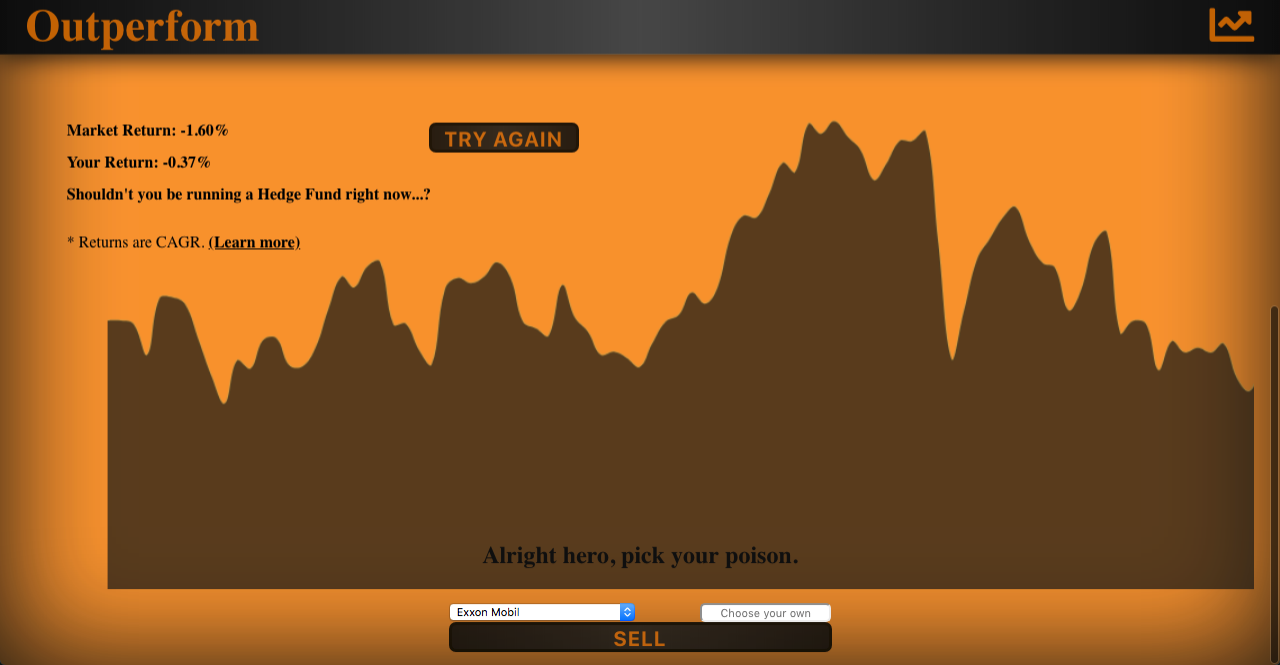 Outperform
Market Return: -1.60%
Your Return: -0.37%
Shouldn't you be running a Hedge Fund right now...?
* Returns are CAGR. (Learn more)
TRY AGAIN
Alright hero, pick your poison.
Exxon Mobil
Choose your own
SELL